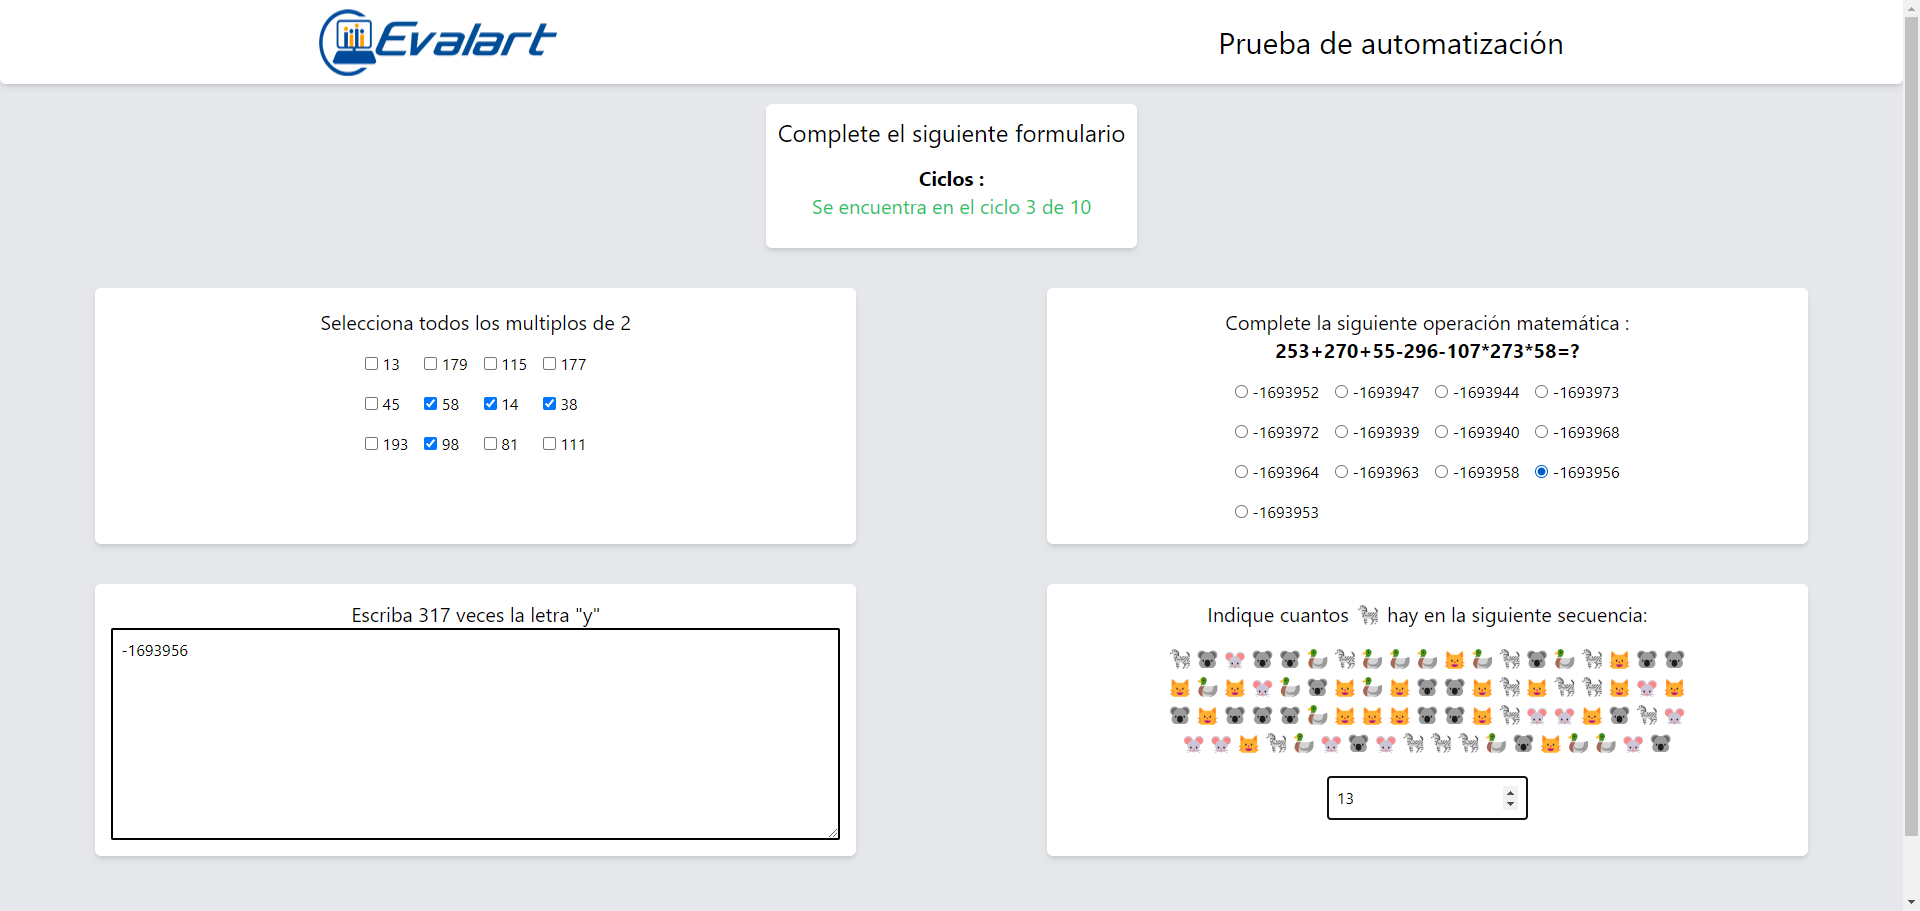 Evalart
Prueba de automatización
Complete el siguiente formulario
Ciclos :
Se encuentra en el ciclo 3 de 10
Selecciona todos los multiplos de 2
13 179 115 177
45 58 14 38
193 98 81 111
Complete la siguiente operación matemática :
253+270+55-296-107*273*58=?
-1693952 -1693947 -1693944 -1693973
-1693972 -1693939 -1693940 -1693968
-1693964 -1693963 -1693958 -1693956
-1693953
Escriba 317 veces la letra "y"
-1693956
Indique cuantos 🦓 hay en la siguiente secuencia:
13